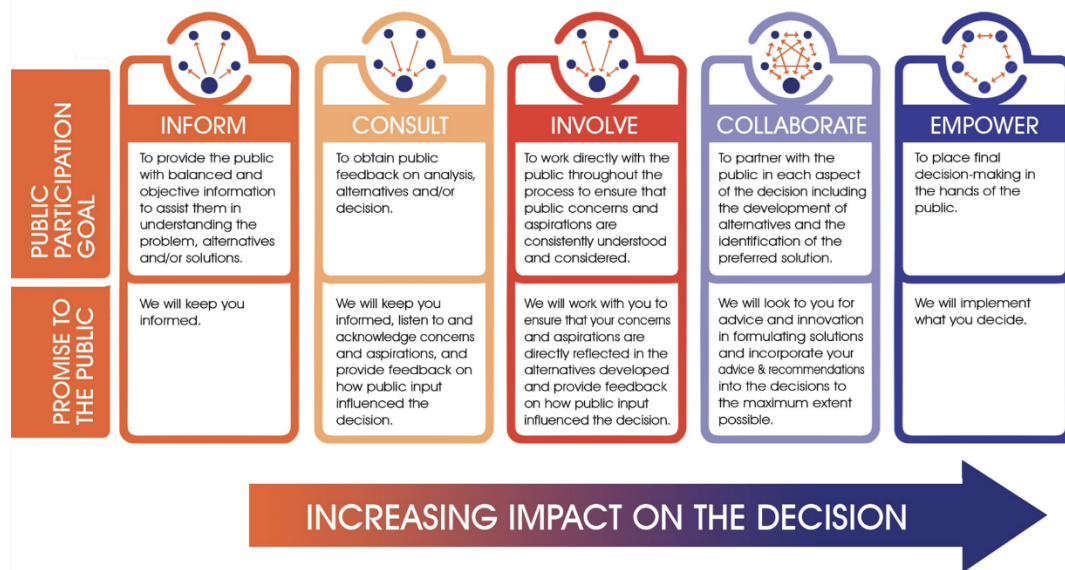 INFORM
CONSULT
INVOLVE
COLLABORATE
EMPOWER
PUBLIC
PARTICIPATION
GOAL
To provide the public
with balanced and
objective information
to assist them in
understanding the
problem, alternatives
and/or solutions.
To obtain public
feedback on analysis,
alternatives and/or
decision.
To work directly with the
public throughout the
process to ensure that
public concerns and
aspirations are
consistently understood
and considered.
To partner with the
public in each aspect
of the decision including
the development of
alternatives and the
identification of the
preferred solution.
To place final
decision-making in
the hands of the
public.
PROMISE TO
THE PUBLIC
We will keep you
informed.
We will keep you
informed, listen to and
acknowledge concerns
and aspirations, and
provide feedback on
how public input
influenced the
decision.
We will work with you to
ensure that your concerns
and aspirations are
directly reflected in the
alternatives developed
and provide feedback
on how public input
influenced the decision.
We will look to you for
advice and innovation
in formulating solutions
and incorporate your
advice & recommendations
into the decisions to
the maximum extent
possible.
We will implement
what you decide.
INCREASING IMPACT ON THE DECISION